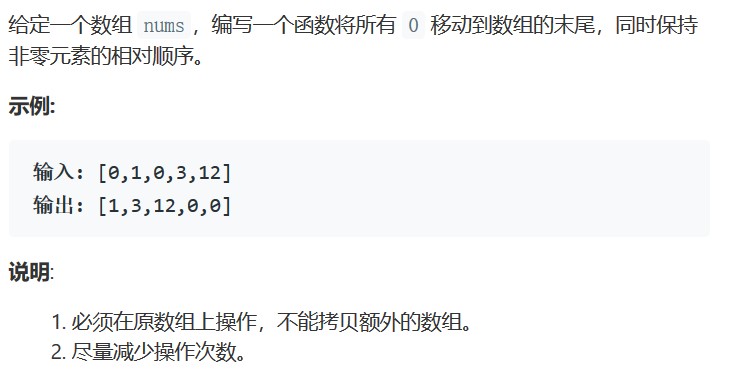 给定一个数组 nums，编写一个函数将所有 0 移动到数组的末尾，同时保持
非零元素的相对顺序。
示例:
输入: [0,1,0,3,12]
输出: [1,3,12,0,0]
说明:
1. 必须在原数组上操作，不能拷贝额外的数组。
2. 尽量减少操作次数。